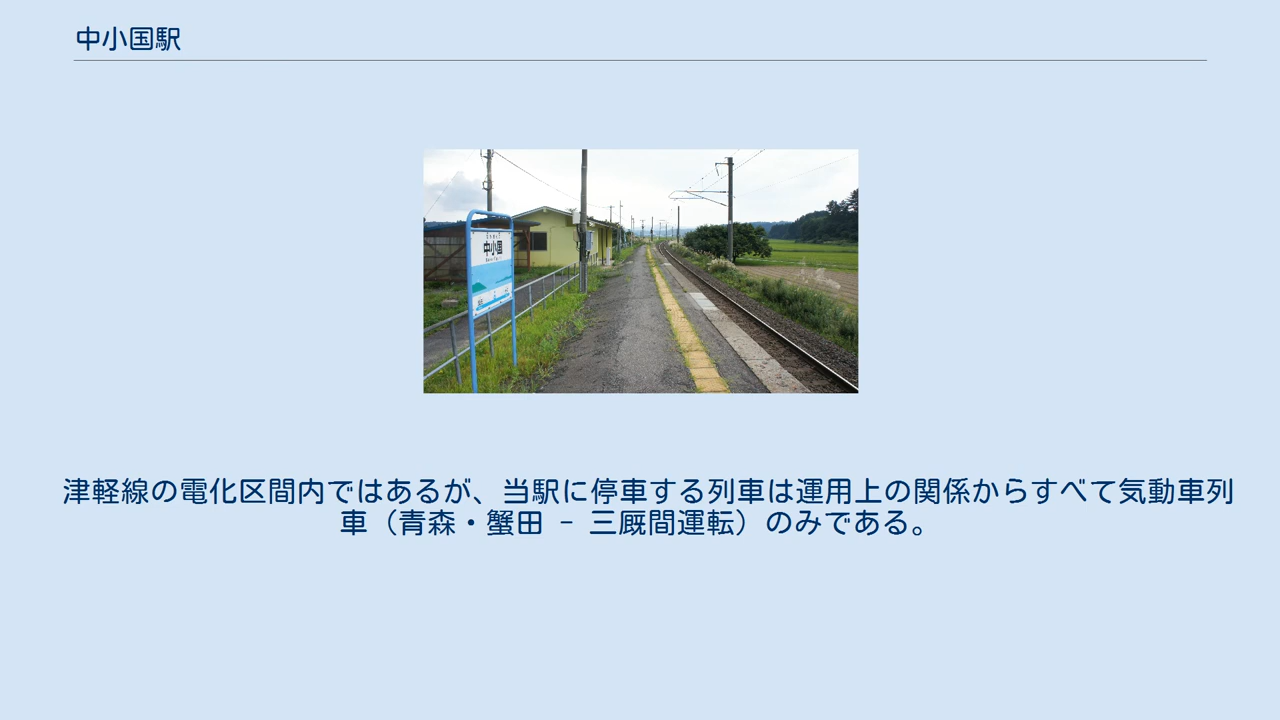 中小国駅
中小国
津軽線の電化区間内ではあるが、当駅に停車する列車は運用上の関係からすべて気動車列
車（青森・蟹田 － 三厩間運転）のみである。